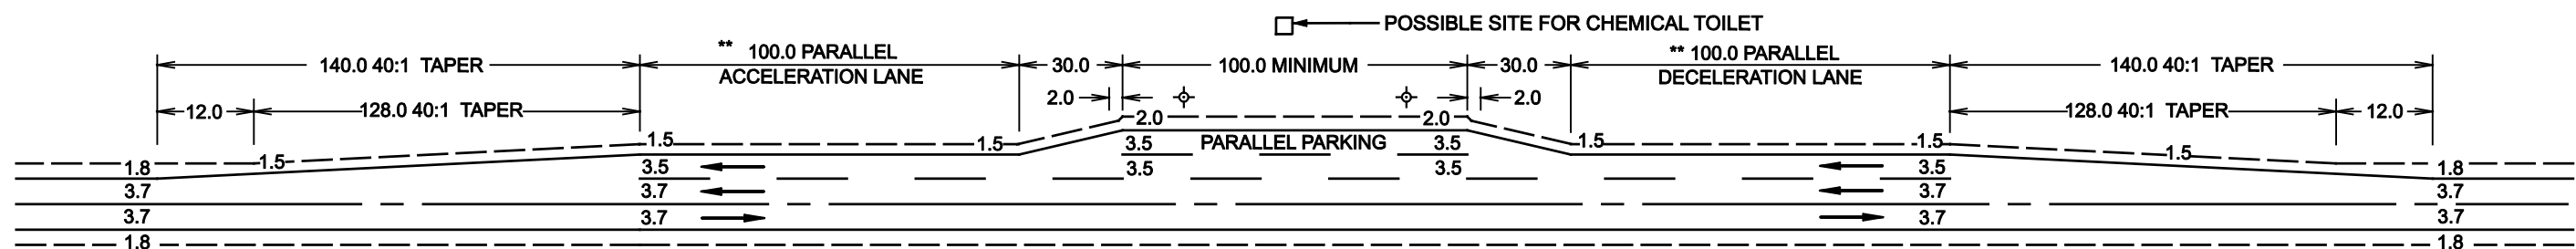 POSSIBLE SITE FOR CHEMICAL TOILET
** 100.0 PARALLEL
ACCELERATION LANE
** 100.0 PARALLEL
DECELERATION LANE
140.0 40:1 TAPER
30.0
100.0 MINIMUM
30.0
140.0 40:1 TAPER
12.0
128.0 40:1 TAPER
2.0
2.0
128.0 40:1 TAPER
12.0
2.0
2.0
1.5
1.5
3.5
PARALLEL PARKING
3.5
1.5
1.5
1.5
1.8
1.5
3.5
3.5
3.5
3.5
1.8
3.7
3.7
3.7
3.7
3.7
3.7
3.7
3.7
1.8
1.8